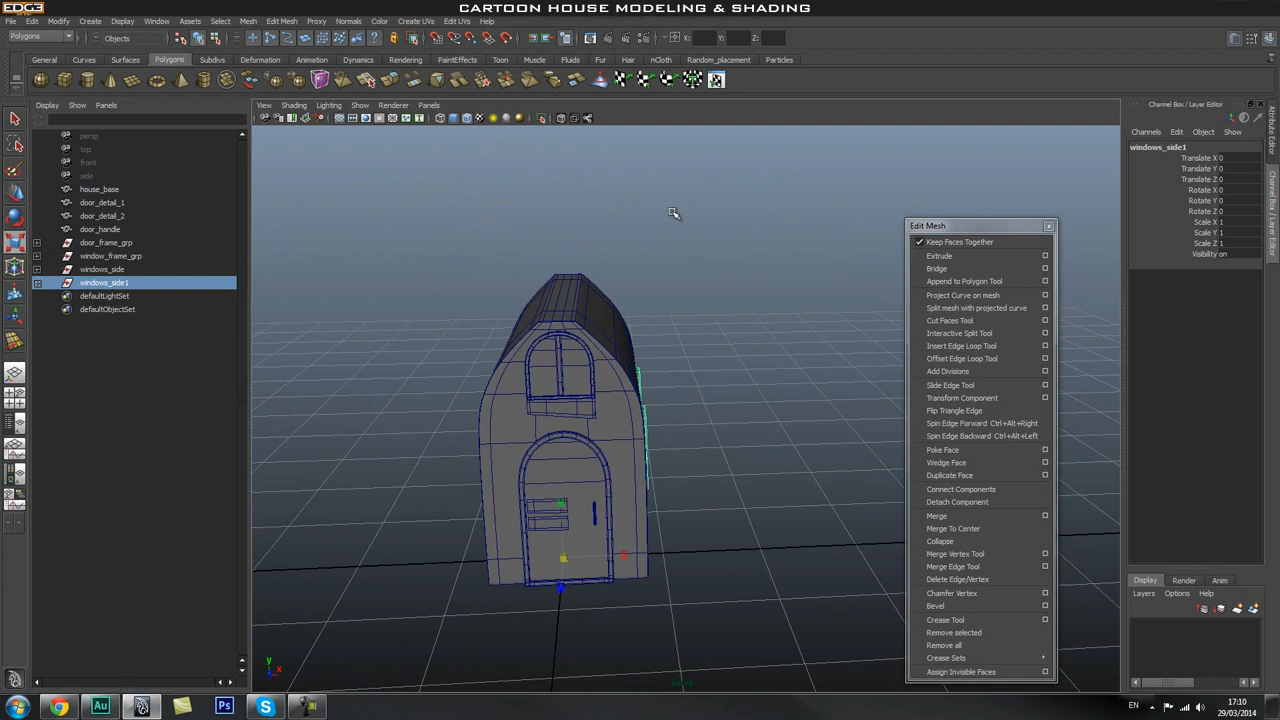 EDGE
CARTOON HOUSE MODELING & SHADING
File Edit Modify Create Display Window Assets Select Mesh Edit Mesh Proxy Normals Color Create UVs Edit UVs Help
Polygons Objects X: Y: Z:
General Curves Surfaces Polygons Subdivs Deformation Animation Dynamics Rendering PaintEffects Toon Muscle Fluids Fur Hair nCloth Random_placement Particles
Display Show Panels
View Shading Lighting Show Renderer Panels
Channel Box / Layer Editor
persp
top
front
side
house_base
door_detail_1
door_detail_2
door_handle
door_frame_grp
window_frame_grp
windows_side
windows_side1
defaultLightSet
defaultObjectSet
Edit Mesh
Keep Faces Together
Extrude
Bridge
Append to Polygon Tool
Project Curve on mesh
Split mesh with projected curve
Cut Faces Tool
Interactive Split Tool
Insert Edge Loop Tool
Offset Edge Loop Tool
Add Divisions
Slide Edge Tool
Transform Component
Flip Triangle Edge
Spin Edge Forward Ctrl+Alt+Right
Spin Edge Backward Ctrl+Alt+Left
Poke Face
Wedge Face
Duplicate Face
Connect Components
Detach Component
Merge
Merge To Center
Collapse
Merge Vertex Tool
Merge Edge Tool
Delete Edge/Vertex
Chamfer Vertex
Bevel
Crease Tool
Remove selected
Remove all
Crease Sets
Assign Invisible Faces
Channels Edit Object Show
windows_side1
Translate X 0
Translate Y 0
Translate Z 0
Rotate X 0
Rotate Y 0
Rotate Z 0
Scale X 1
Scale Y 1
Scale Z 1
Visibility on
Attribute Editor
Channel Box / Layer Editor
Display Render Anim
Layers Options Help
y
z
x
persp
Au
Ps
EN
17:10
29/03/2014